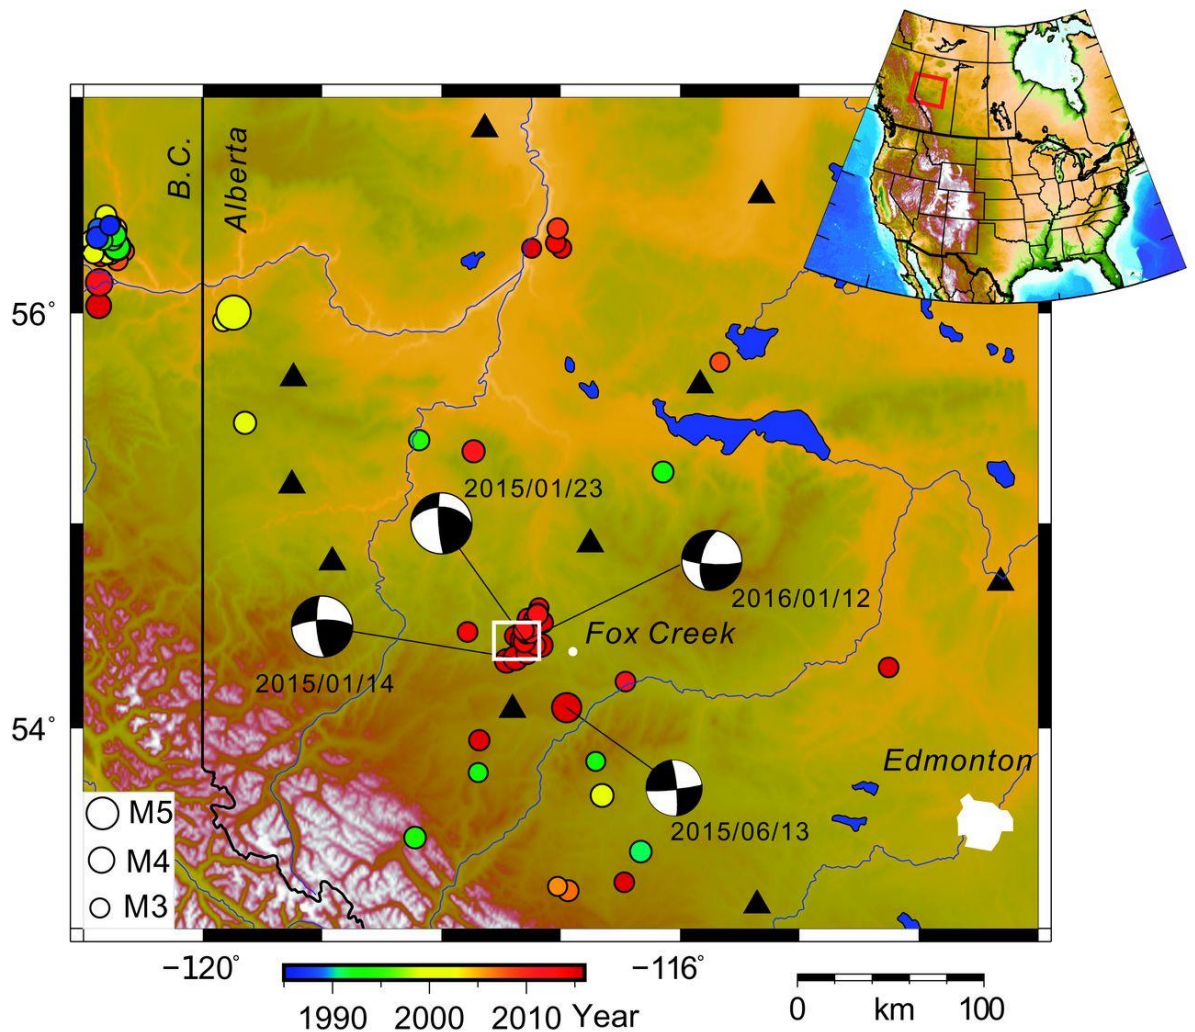 B.C.
Alberta
56°
2015/01/23
2016/01/12
Fox Creek
2015/01/14
54°
Edmonton
2015/06/13
M5
M4
M3
−120°
−116°
1990 2000 2010 Year
0 km 100